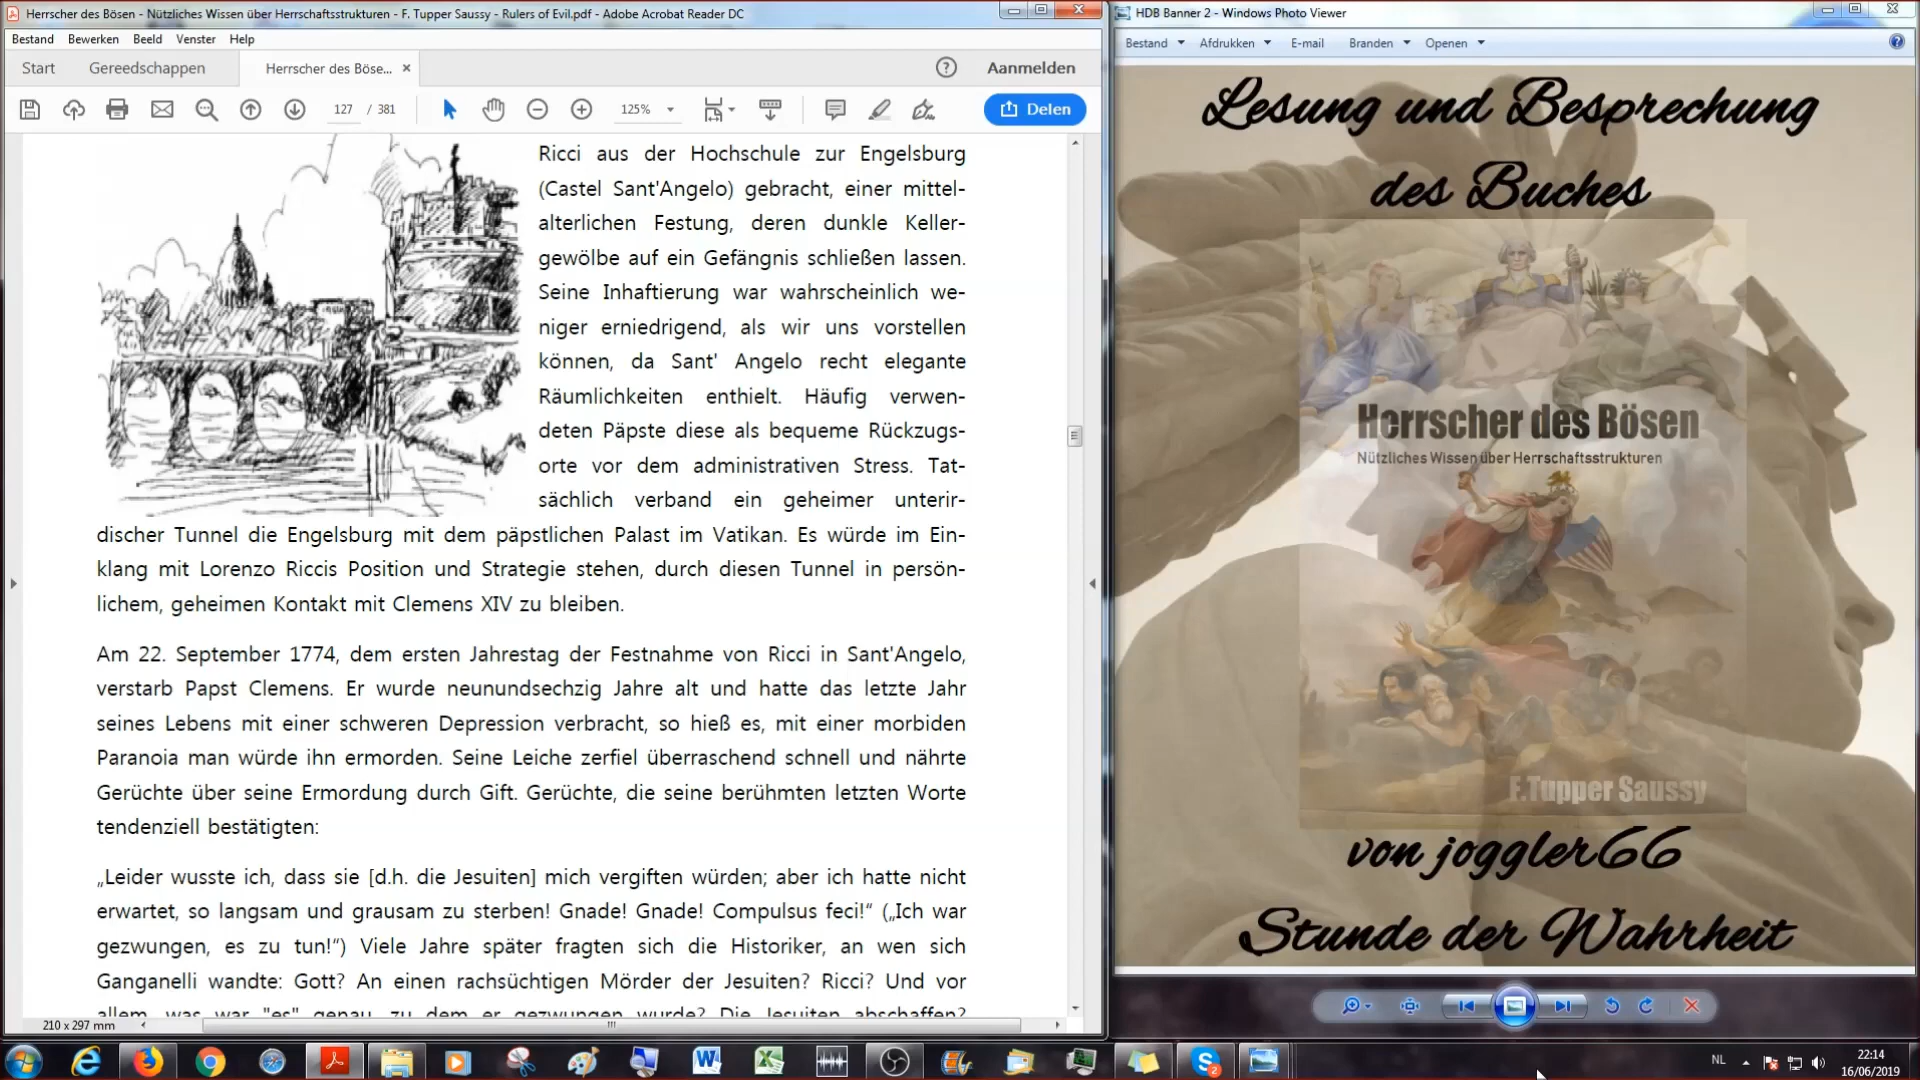 Herrscher des Bösen - Nützliches Wissen über Herrschaftsstrukturen - F. Tupper Saussy - Rulers of Evil.pdf - Adobe Acrobat Reader DC
Bestand Bewerken Beeld Venster Help
Start Gereedschappen Herrscher des Böse... × Aanmelden
127 / 381 125% Delen
Ricci aus der Hochschule zur Engelsburg
(Castel Sant'Angelo) gebracht, einer mittel-
alterlichen Festung, deren dunkle Keller-
gewölbe auf ein Gefängnis schließen lassen.
Seine Inhaftierung war wahrscheinlich we-
niger erniedrigend, als wir uns vorstellen
können, da Sant' Angelo recht elegante
Räumlichkeiten enthielt. Häufig verwen-
deten Päpste diese als bequeme Rückzugs-
orte vor dem administrativen Stress. Tat-
sächlich verband ein geheimer unterir-
discher Tunnel die Engelsburg mit dem päpstlichen Palast im Vatikan. Es würde im Ein-
klang mit Lorenzo Riccis Position und Strategie stehen, durch diesen Tunnel in persön-
lichem, geheimen Kontakt mit Clemens XIV zu bleiben.
Am 22. September 1774, dem ersten Jahrestag der Festnahme von Ricci in Sant'Angelo,
verstarb Papst Clemens. Er wurde neunundsechzig Jahre alt und hatte das letzte Jahr
seines Lebens mit einer schweren Depression verbracht, so hieß es, mit einer morbiden
Paranoia man würde ihn ermorden. Seine Leiche zerfiel überraschend schnell und nährte
Gerüchte über seine Ermordung durch Gift. Gerüchte, die seine berühmten letzten Worte
tendenziell bestätigten:
„Leider wusste ich, dass sie [d.h. die Jesuiten] mich vergiften würden; aber ich hatte nicht
erwartet, so langsam und grausam zu sterben! Gnade! Gnade! Compulsus feci!“ („Ich war
gezwungen, es zu tun!“) Viele Jahre später fragten sich die Historiker, an wen sich
Ganganelli wandte: Gott? An einen rachsüchtigen Mörder der Jesuiten? Ricci? Und vor
allem, was war "es" genau, zu dem er gezwungen wurde? Die Jesuiten abschaffen?
210 x 297 mm
HDB Banner 2 - Windows Photo Viewer
Bestand Afdrukken E-mail Branden Openen
Lesung und Besprechung
des Buches
Herrscher des Bösen
Nützliches Wissen über Herrschaftsstrukturen
F.Tupper Saussy
von joggler66
Stunde der Wahrheit
NL
22:14
16/06/2019